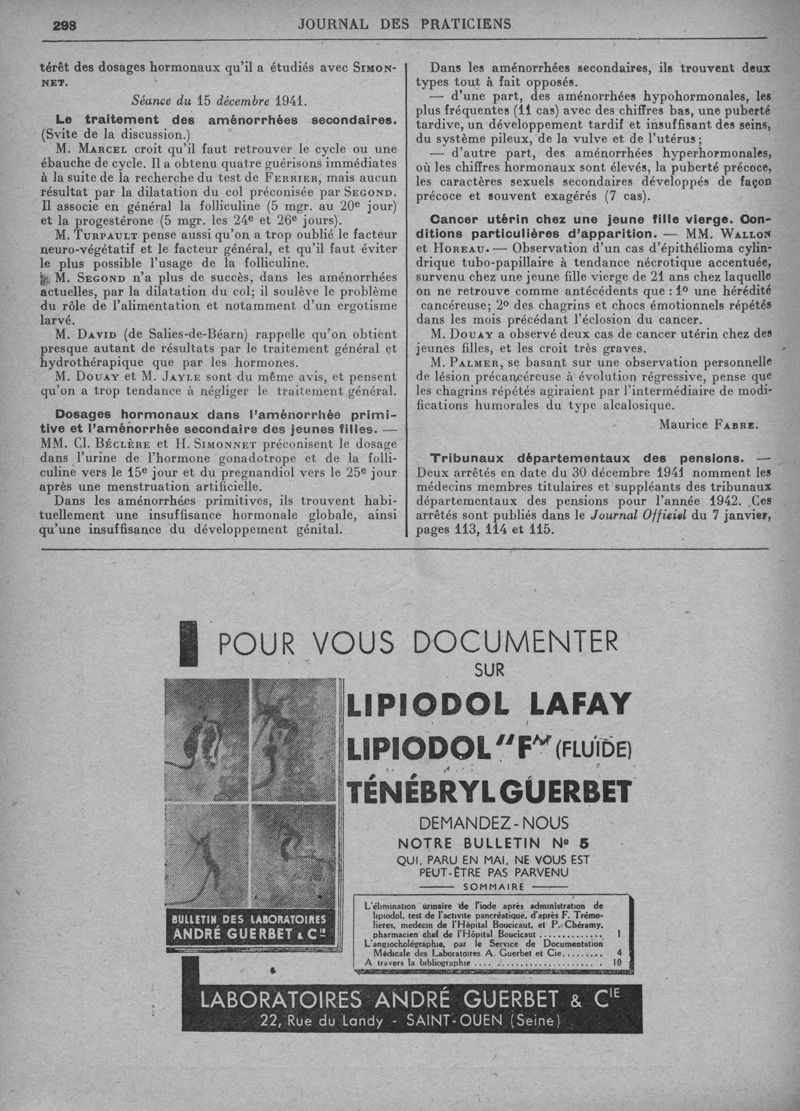 298
JOURNAL DES PRATICIENS
térêt des dosages hormonaux qu'il a étudiés avec SIMON-
NET.
Séance du 15 décembre 1941.
Le traitement des aménorrhées secondaires.
(Svite de la discussion.)
M. MARCEL croit qu'il faut retrouver le cycle ou une
ébauche de cycle. Il a obtenu quatre guérisons immédiates
à la suite de la recherche du test de FERRIER, mais aucun
résultat par la dilatation du col préconisée par SEGOND.
Il associe en général la folliculine (5 mgr. au 20e jour)
et la progestérone (5 mgr. les 24e et 26e jours).
M. TURPAULT pense aussi qu'on a trop oublié le facteur
neuro-végétatif et le facteur général, et qu'il faut éviter
le plus possible l'usage de la folliculine.
M. SEGOND n'a plus de succès, dans les aménorrhées
actuelles, par la dilatation du col; il soulève le problème
du rôle de l'alimentation et notamment d'un ergotisme
larvé.
M. DAVID (de Salies-de-Béarn) rappelle qu'on obtient
presque autant de résultats par le traitement général et
hydrothérapique que par les hormones.
M. DOUAY et M. JAYLE sont du même avis, et pensent
qu'on a trop tendance à négliger le traitement général.
Dosages hormonaux dans l'aménorrhée primi-
tive et l'aménorrhée secondaire des jeunes filles. —
MM. Cl. BÉCLÈRE et H. SIMONNET préconisent le dosage
dans l'urine de l'hormone gonadotrope et de la folli-
culine vers le 15e jour et du pregnandiol vers le 25e jour
après une menstruation artificielle.
Dans les aménorrhées primitives, ils trouvent habi-
tuellement une insuffisance hormonale globale, ainsi
qu'une insuffisance du développement génital.
Dans les aménorrhées secondaires, ils trouvent deux
types tout à fait opposés.
— d'une part, des aménorrhées hypohormonales, les
plus fréquentes (11 cas) avec des chiffres bas, une puberté
tardive, un développement tardif et insuffisant des seins,
du système pileux, de la vulve et de l'utérus;
— d'autre part, des aménorrhées hyperhormonales,
où les chiffres hormonaux sont élevés, la puberté précoce,
les caractères sexuels secondaires développés de façon
précoce et souvent exagérés (7 cas).
Cancer utérin chez une jeune fille vierge. Con-
ditions particulières d'apparition. — MM. WALLON
et HOREAU. — Observation d'un cas d'épithélioma cylin-
drique tubo-papillaire à tendance nécrotique accentuée,
survenu chez une jeune fille vierge de 21 ans chez laquelle
on ne retrouve comme antécédents que : 1º une hérédité
cancéreuse; 2º des chagrins et chocs émotionnels répétés
dans les mois précédant l'éclosion du cancer.
M. DOUAY a observé deux cas de cancer utérin chez des
jeunes filles, et les croit très graves.
M. PALMER, se basant sur une observation personnelle
de lésion précancéreuse à évolution régressive, pense que
les chagrins répétés agiraient par l'intermédiaire de modi-
fications humorales du type alcalosique.
Maurice FABRE.
Tribunaux départementaux des pensions. —
Deux arrêtés en date du 30 décembre 1941 nomment les
médecins membres titulaires et suppléants des tribunaux
départementaux des pensions pour l'année 1942. Ces
arrêtés sont publiés dans le Journal Officiel du 7 janvier,
pages 113, 114 et 115.
POUR VOUS DOCUMENTER
SUR
LIPIODOL LAFAY
LIPIODOL "F" (FLUIDE)
TÉNÉBRYL GUERBET
DEMANDEZ-NOUS
NOTRE BULLETIN Nº 5
QUI, PARU EN MAI, NE VOUS EST
PEUT-ÊTRE PAS PARVENU
SOMMAIRE
L'élimination urinaire de l'iode après administration de
lipiodol, test de l'activité pancréatique, d'après F. Trémo-
lieres, medecin de l'Hôpital Boucicaut, et P. Chéramy,
pharmacien chef de l'Hôpital Boucicaut .............. 1
L'angiocholégraphie, par le Service de Documentation
Médicale des Laboratoires A. Guerbet et Cie......... 4
A travers la bibliographie ........................ 10
BULLETIN DES LABORATOIRES
ANDRÉ GUERBET & CIE
LABORATOIRES ANDRÉ GUERBET & CIE
22, Rue du Landy - SAINT-OUEN (Seine)